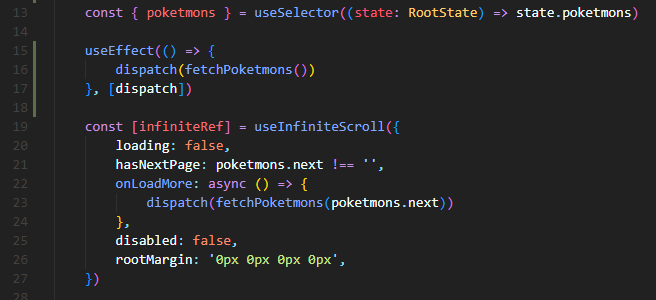 13 const { poketmons } = useSelector((state: RootState) => state.poketmons)
14
15 useEffect(() => {
16 dispatch(fetchPoketmons())
17 }, [dispatch])
18
19 const [infiniteRef] = useInfiniteScroll({
20 loading: false,
21 hasNextPage: poketmons.next !== '',
22 onLoadMore: async () => {
23 dispatch(fetchPoketmons(poketmons.next))
24 },
25 disabled: false,
26 rootMargin: '0px 0px 0px 0px',
27 })
28